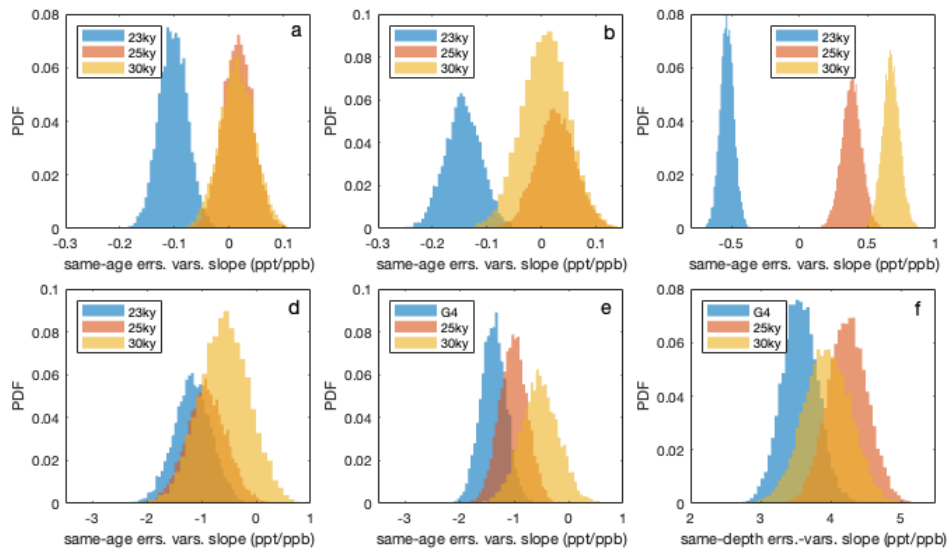 0.08
0.06
0.04
0.02
0
PDF
23ky
25ky
30ky
a
-0.3 -0.2 -0.1 0 0.1
same-age errs. vars. slope (ppt/ppb)
0.1
0.08
0.06
0.04
0.02
0
PDF
23ky
25ky
30ky
b
-0.3 -0.2 -0.1 0 0.1
same-age errs. vars. slope (ppt/ppb)
0.08
0.06
0.04
0.02
0
PDF
23ky
25ky
30ky
-0.5 0 0.5 1
same-age errs.-vars. slope (ppt/ppb)
0.1
0.08
0.06
0.04
0.02
0
PDF
23ky
25ky
30ky
d
-3 -2 -1 0 1
same-age errs. vars. slope (ppt/ppb)
0.1
0.08
0.06
0.04
0.02
0
PDF
G4
25ky
30ky
e
-3 -2 -1 0 1
same-age errs. vars. slope (ppt/ppb)
0.08
0.06
0.04
0.02
0
PDF
G4
25ky
30ky
f
2 3 4 5
same-depth errs.-vars. slope (ppt/ppb)